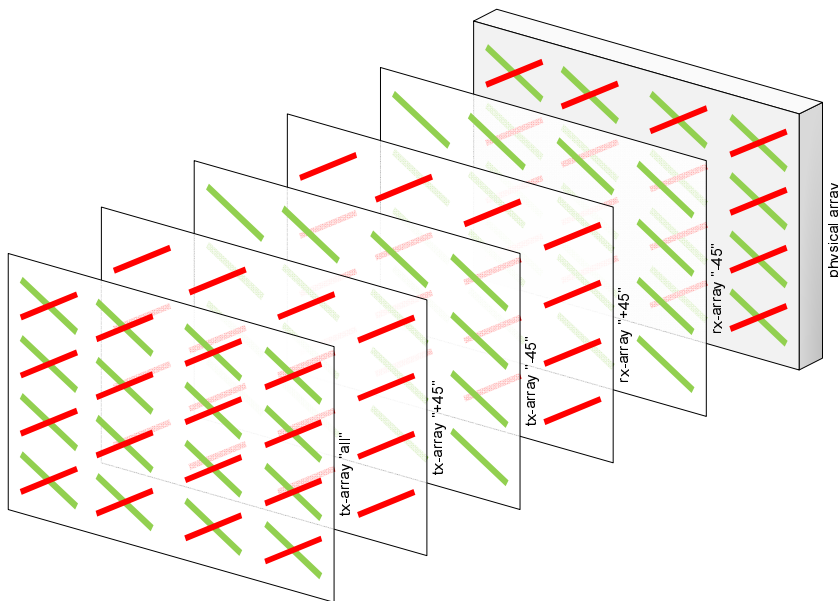 tx-array "all"
tx-array "+45"
tx-array "-45"
rx-array "+45"
rx-array "-45"
physical array